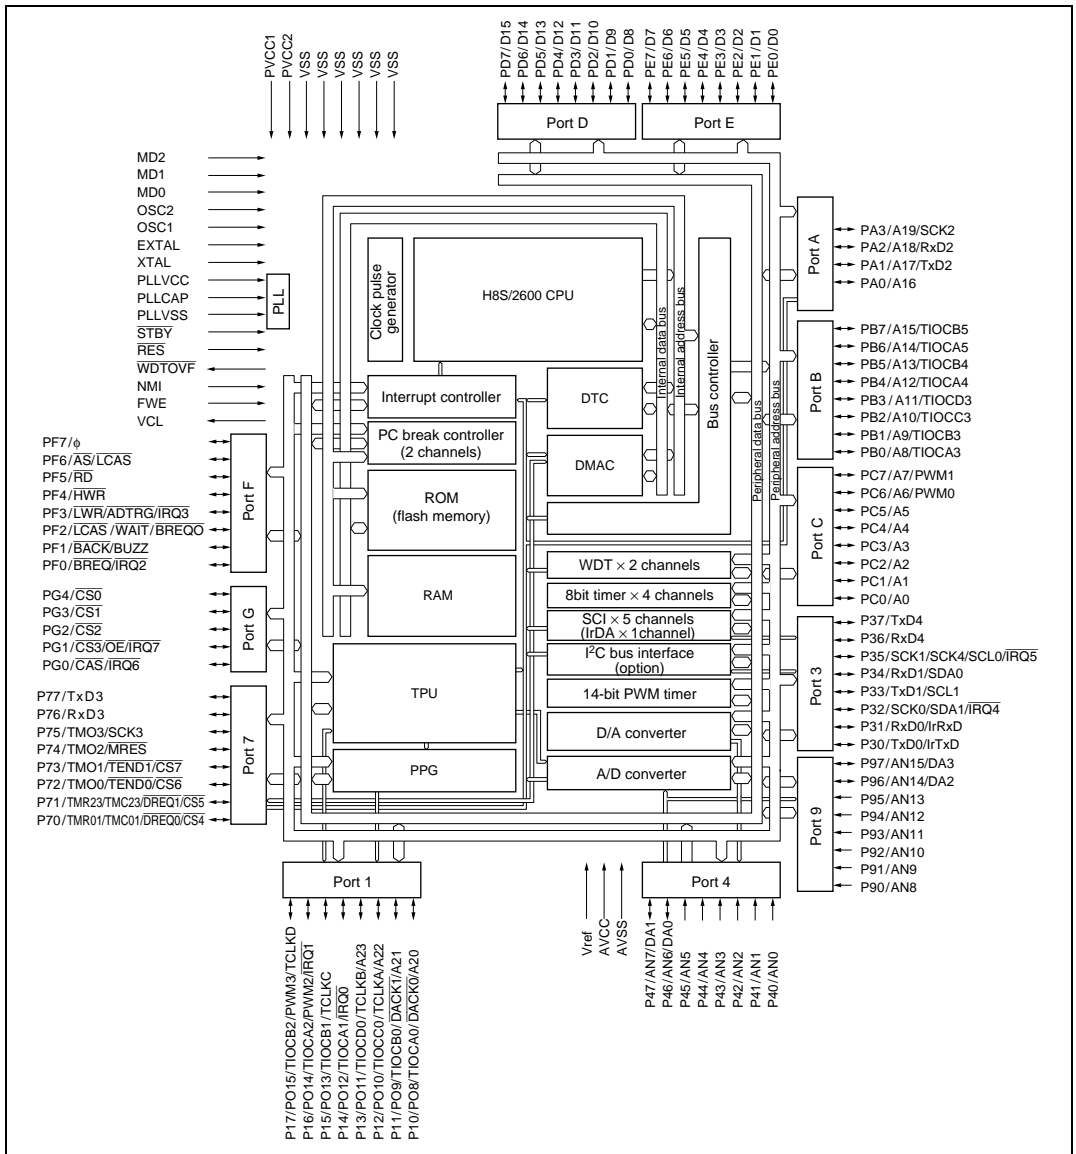 PVCC1
PVCC2
VSS
VSS
VSS
VSS
VSS
VSS
PD7/D15
PD6/D14
PD5/D13
PD4/D12
PD3/D11
PD2/D10
PD1/D9
PD0/D8
PE7/D7
PE6/D6
PE5/D5
PE4/D4
PE3/D3
PE2/D2
PE1/D1
PE0/D0
Port D
Port E
MD2
MD1
MD0
OSC2
OSC1
EXTAL
XTAL
PLLVCC
PLLCAP
PLLVSS
STBY
RES
WDTOVF
NMI
FWE
VCL
PLL
Clock pulse
generator
H8S/2600 CPU
Internal data bus
Internal address bus
Bus controller
Peripheral data bus
Peripheral address bus
Interrupt controller
PC break controller
(2 channels)
ROM
(flash memory)
RAM
TPU
PPG
DTC
DMAC
WDT × 2 channels
8bit timer × 4 channels
SCI × 5 channels
(IrDA × 1channel)
I2C bus interface
(option)
14-bit PWM timer
D/A converter
A/D converter
Port A
PA3/A19/SCK2
PA2/A18/RxD2
PA1/A17/TxD2
PA0/A16
Port B
PB7/A15/TIOCB5
PB6/A14/TIOCA5
PB5/A13/TIOCB4
PB4/A12/TIOCA4
PB3/A11/TIOCD3
PB2/A10/TIOCC3
PB1/A9/TIOCB3
PB0/A8/TIOCA3
Port C
PC7/A7/PWM1
PC6/A6/PWM0
PC5/A5
PC4/A4
PC3/A3
PC2/A2
PC1/A1
PC0/A0
Port 3
P37/TxD4
P36/RxD4
P35/SCK1/SCK4/SCL0/IRQ5
P34/RxD1/SDA0
P33/TxD1/SCL1
P32/SCK0/SDA1/IRQ4
P31/RxD0/IrRxD
P30/TxD0/IrTxD
Port 9
P97/AN15/DA3
P96/AN14/DA2
P95/AN13
P94/AN12
P93/AN11
P92/AN10
P91/AN9
P90/AN8
PF7/ϕ
PF6/AS/LCAS
PF5/RD
PF4/HWR
PF3/LWR/ADTRG/IRQ3
PF2/LCAS/WAIT/BREQO
PF1/BACK/BUZZ
PF0/BREQ/IRQ2
Port F
PG4/CS0
PG3/CS1
PG2/CS2
PG1/CS3/OE/IRQ7
PG0/CAS/IRQ6
Port G
P77/TxD3
P76/RxD3
P75/TMO3/SCK3
P74/TMO2/MRES
P73/TMO1/TEND1/CS7
P72/TMO0/TEND0/CS6
P71/TMR23/TMC23/DREQ1/CS5
P70/TMR01/TMC01/DREQ0/CS4
Port 7
Port 1
P17/PO15/TIOCB2/PWM3/TCLKD
P16/PO14/TIOCA2/PWM2/IRQ1
P15/PO13/TIOCB1/TCLKC
P14/PO12/TIOCA1/IRQ0
P13/PO11/TIOCD0/TCLKB/A23
P12/PO10/TIOCC0/TCLKA/A22
P11/PO9/TIOCB0/DACK1/A21
P10/PO8/TIOCA0/DACK0/A20
Vref
AVCC
AVSS
Port 4
P47/AN7/DA1
P46/AN6/DA0
P45/AN5
P44/AN4
P43/AN3
P42/AN2
P41/AN1
P40/AN0